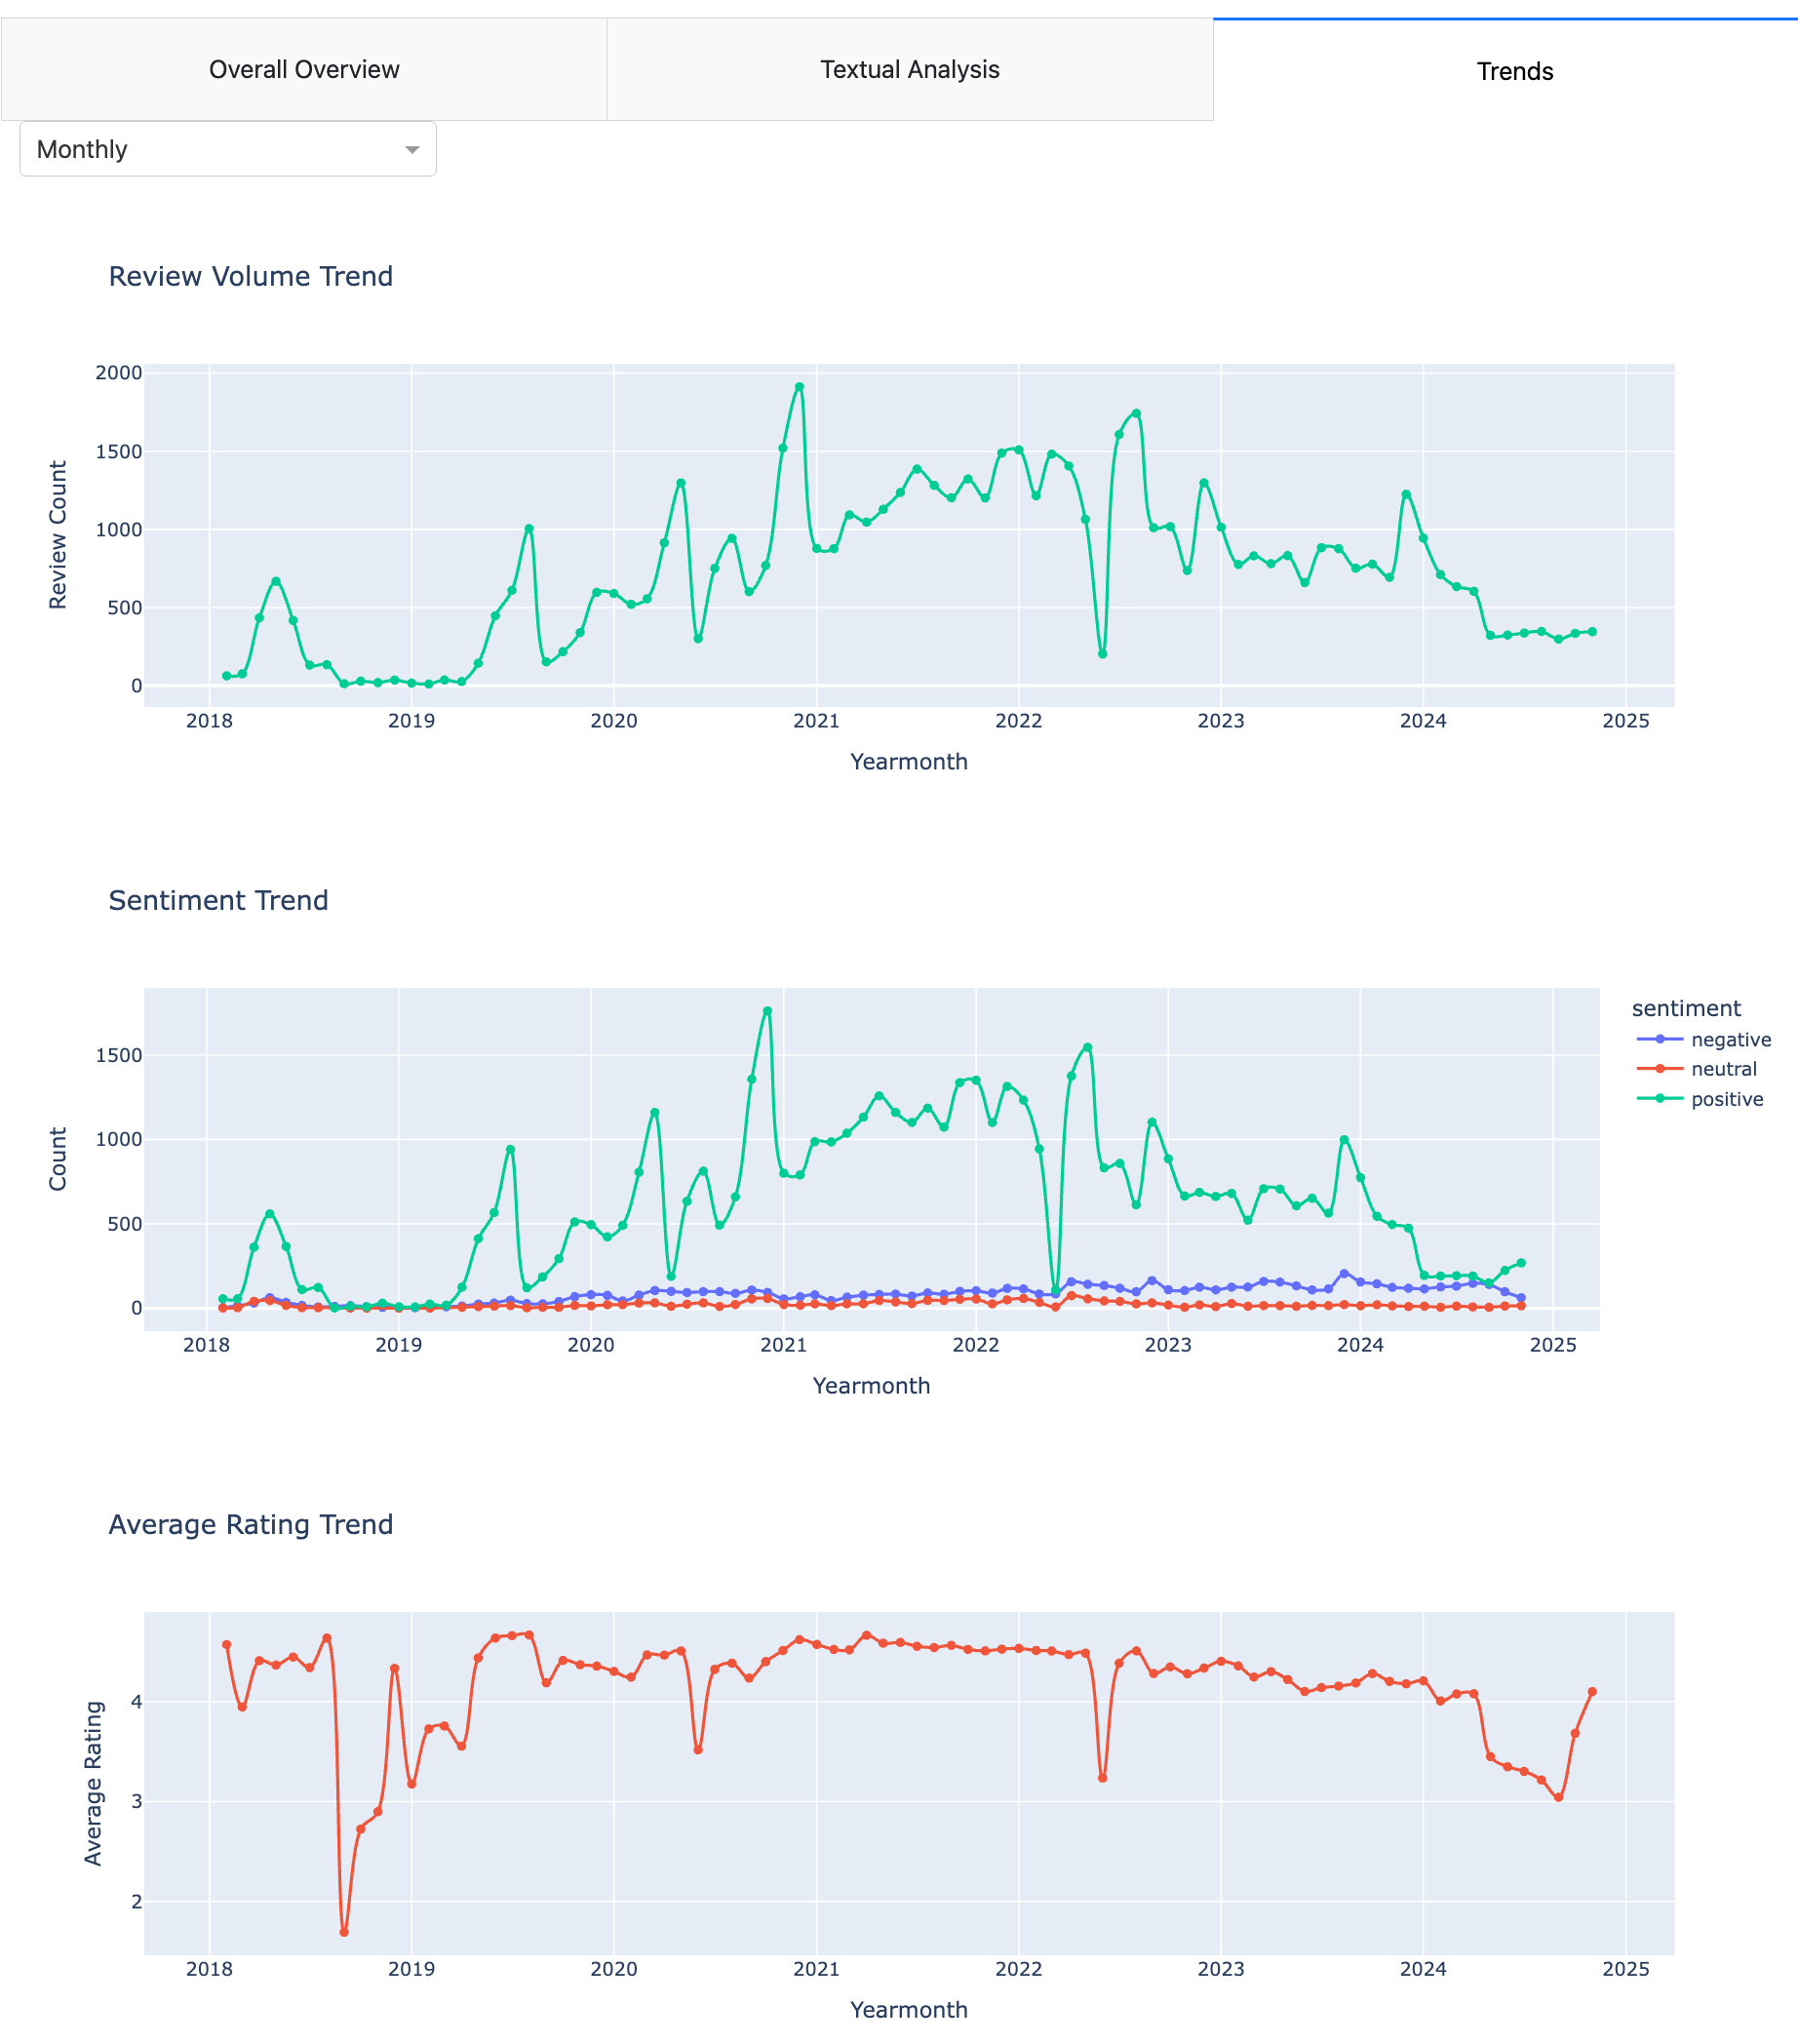 Overall Overview
Textual Analysis
Trends
Monthly
Review Volume Trend
2000
1500
1000
500
0
Review Count
2018 2019 2020 2021 2022 2023 2024 2025
Yearmonth
Sentiment Trend
sentiment
negative
neutral
positive
1500
1000
500
0
Count
2018 2019 2020 2021 2022 2023 2024 2025
Yearmonth
Average Rating Trend
4
3
2
Average Rating
2018 2019 2020 2021 2022 2023 2024 2025
Yearmonth